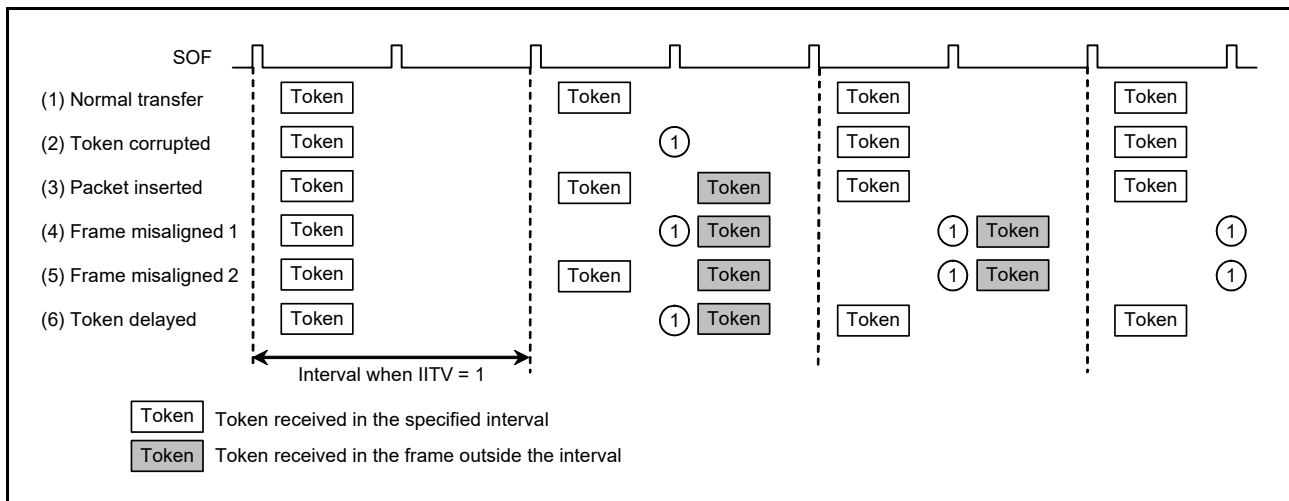 SOF
(1) Normal transfer Token Token Token Token
(2) Token corrupted Token 1 Token Token
(3) Packet inserted Token Token Token Token Token
(4) Frame misaligned 1 Token 1 Token 1 Token 1
(5) Frame misaligned 2 Token Token Token 1 Token 1
(6) Token delayed Token 1 Token Token Token
Interval when IITV = 1
Token Token received in the specified interval
Token Token received in the frame outside the interval